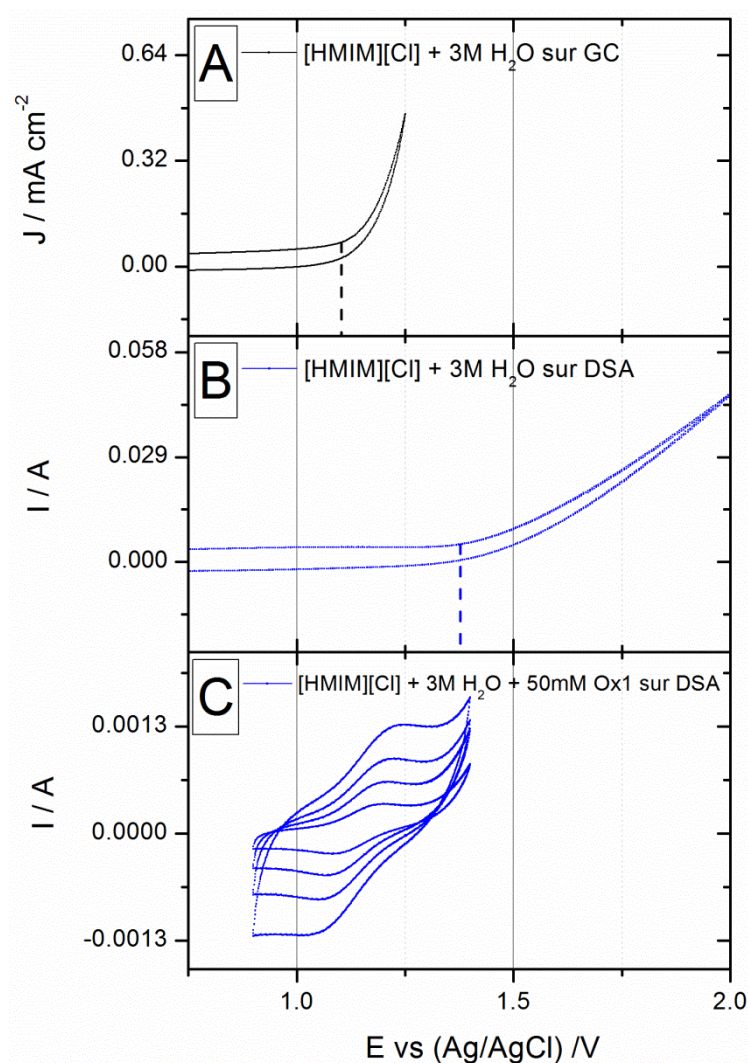 A
[HMIM][Cl] + 3M H2O sur GC
0.64
0.32
0.00
J / mA cm-2
B
[HMIM][Cl] + 3M H2O sur DSA
0.058
0.029
0.000
I / A
C
[HMIM][Cl] + 3M H2O + 50mM Ox1 sur DSA
0.0013
0.0000
-0.0013
I / A
1.0 1.5 2.0
E vs (Ag/AgCl) /V